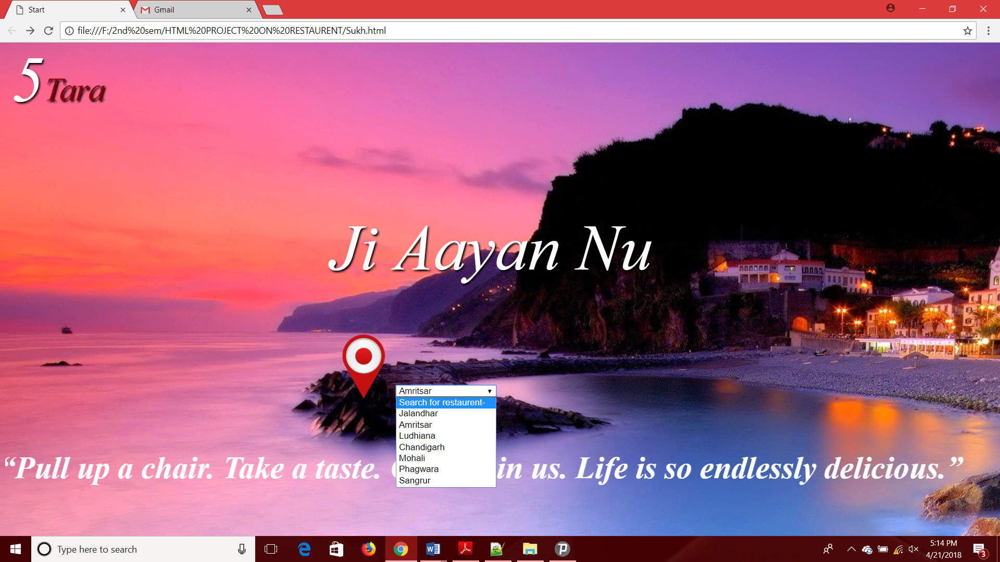 Start
Gmail
file:///F:/2nd%20sem/HTML%20PROJECT%20ON%20RESTAURENT/Sukh.html
5 Tara
Ji Aayan Nu
Amritsar
Search for restaurent-
Jalandhar
Amritsar
Ludhiana
Chandigarh
Mohali
Phagwara
Sangrur
“Pull up a chair. Take a taste. in us. Life is so endlessly delicious.”
Type here to search
5:14 PM
4/21/2018
3